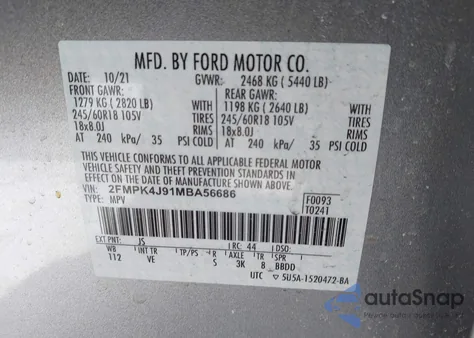 MFD. BY FORD MOTOR CO.
DATE: 10/21 GVWR: 2468 KG ( 5440 LB)
FRONT GAWR: REAR GAWR:
1279 KG ( 2820 LB) WITH 1198 KG ( 2640 LB) WITH
245/60R18 105V TIRES 245/60R18 105V TIRES
18x8.0J RIMS 18x8.0J RIMS
AT 240 kPa/ 35 PSI COLD AT 240 kPa/ 35 PSI COLD
THIS VEHICLE CONFORMS TO ALL APPLICABLE FEDERAL MOTOR
VEHICLE SAFETY AND THEFT PREVENTION STANDARDS IN
EFFECT ON THE DATE OF MANUFACTURE SHOWN ABOVE.
VIN: 2FMPK4J91MBA56686 F0093
TYPE: MPV T0241
EXT PNT: JS RC: 44 DSO:
WB INT TR TP/PS R AXLE TR SPR
112 VE S 3K 8 BBDD
UTC ▽ 5U5A-1520472-BA
autoSnap